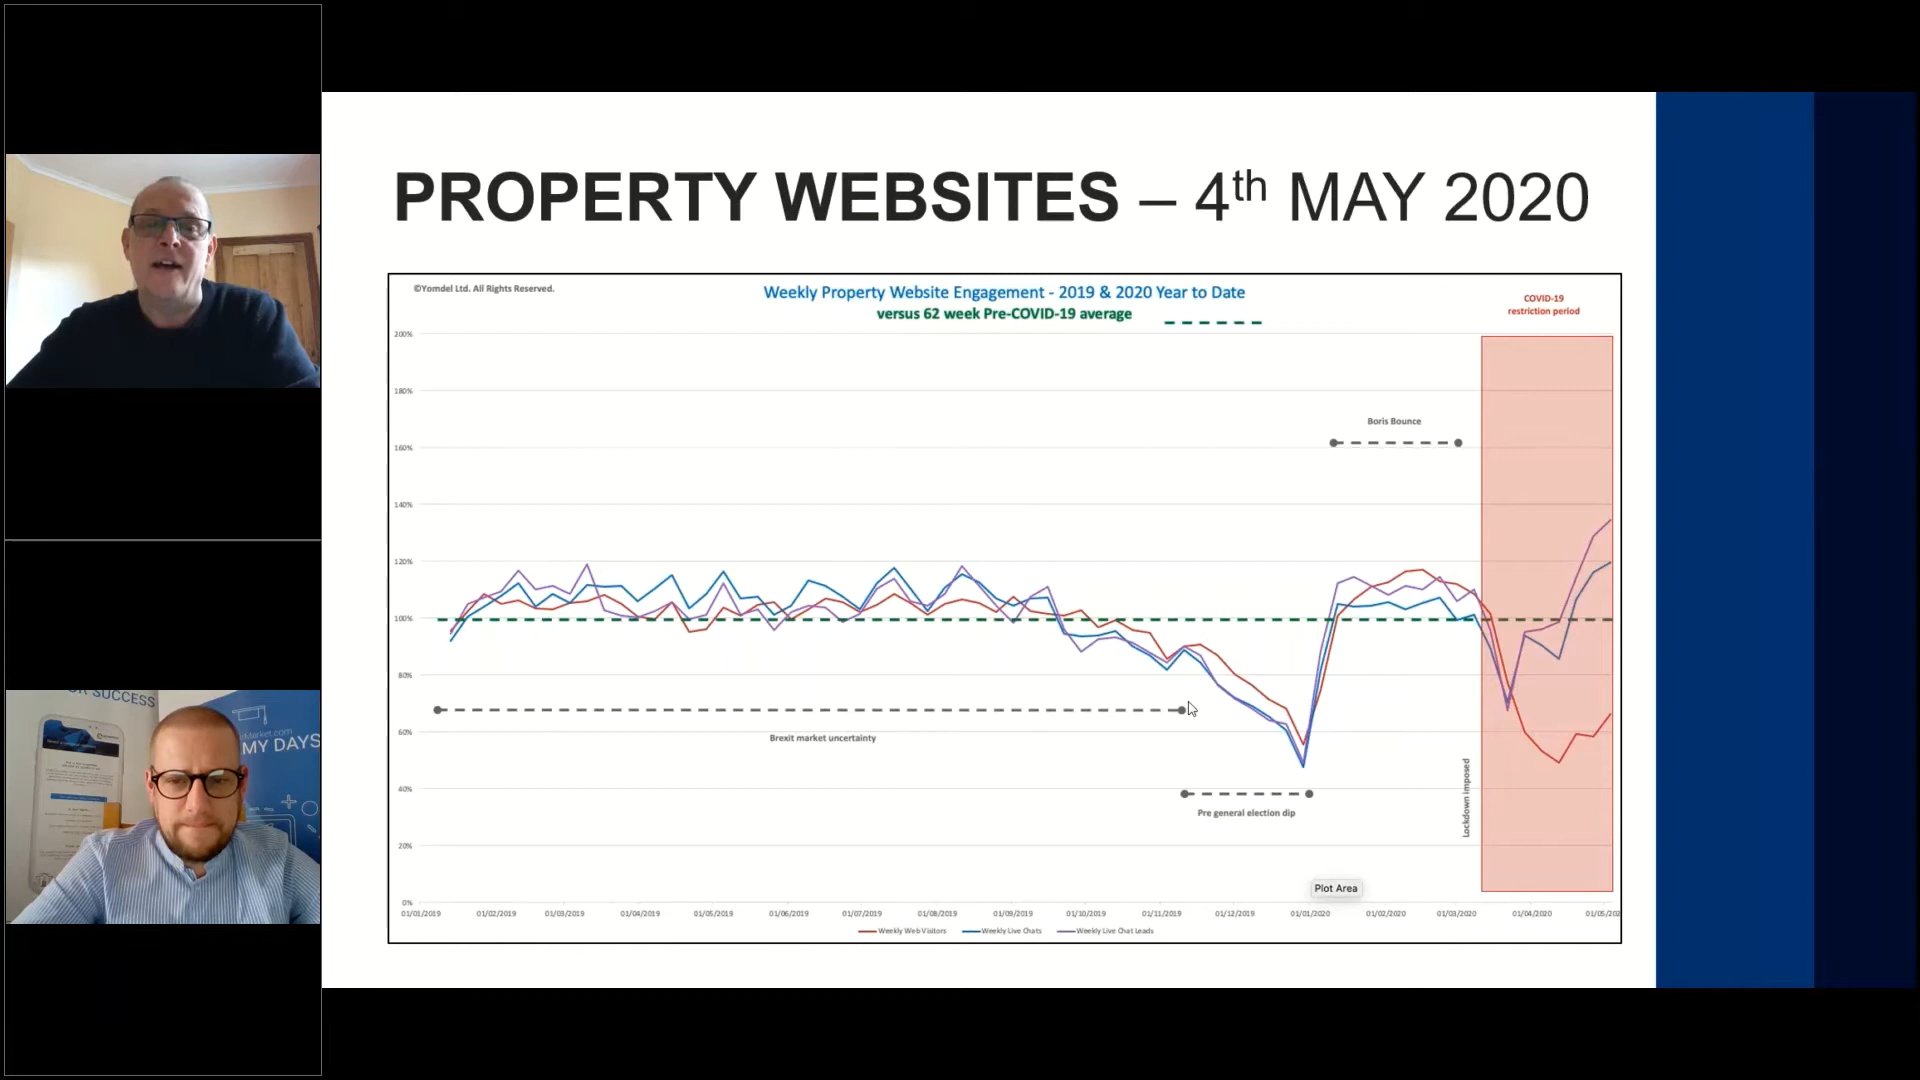 PROPERTY WEBSITES – 4th MAY 2020
©Yomdel Ltd. All Rights Reserved.
Weekly Property Website Engagement - 2019 & 2020 Year to Date
versus 62 week Pre-COVID-19 average
COVID-19
restriction period
200%
180%
160%
140%
120%
100%
80%
60%
40%
20%
0%
Boris Bounce
Brexit market uncertainty
Pre general election dip
Lockdown imposed
Plot Area
01/01/2019 01/02/2019 01/03/2019 01/04/2019 01/05/2019 01/06/2019 01/07/2019 01/08/2019 01/09/2019 01/10/2019 01/11/2019 01/12/2019 01/01/2020 01/02/2020 01/03/2020 01/04/2020 01/05/202
Weekly Web Visitors Weekly Live Chats Weekly Live Chat Leads
SUCCESS
Market.com
MY DAYS